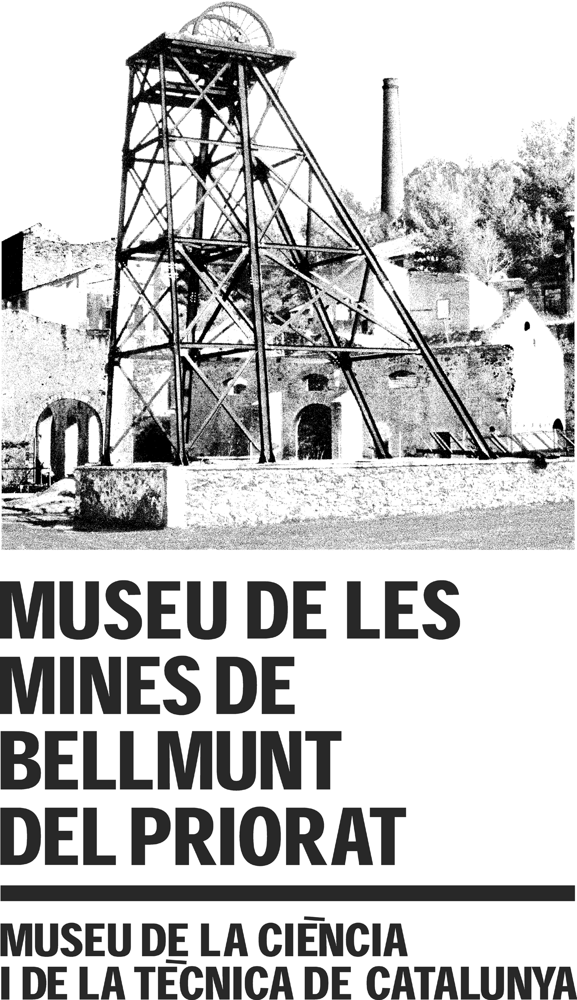 MUSEU DE LES
MINES DE
BELLMUNT
DEL PRIORAT
MUSEU DE LA CIÈNCIA
I DE LA TÈCNICA DE CATALUNYA